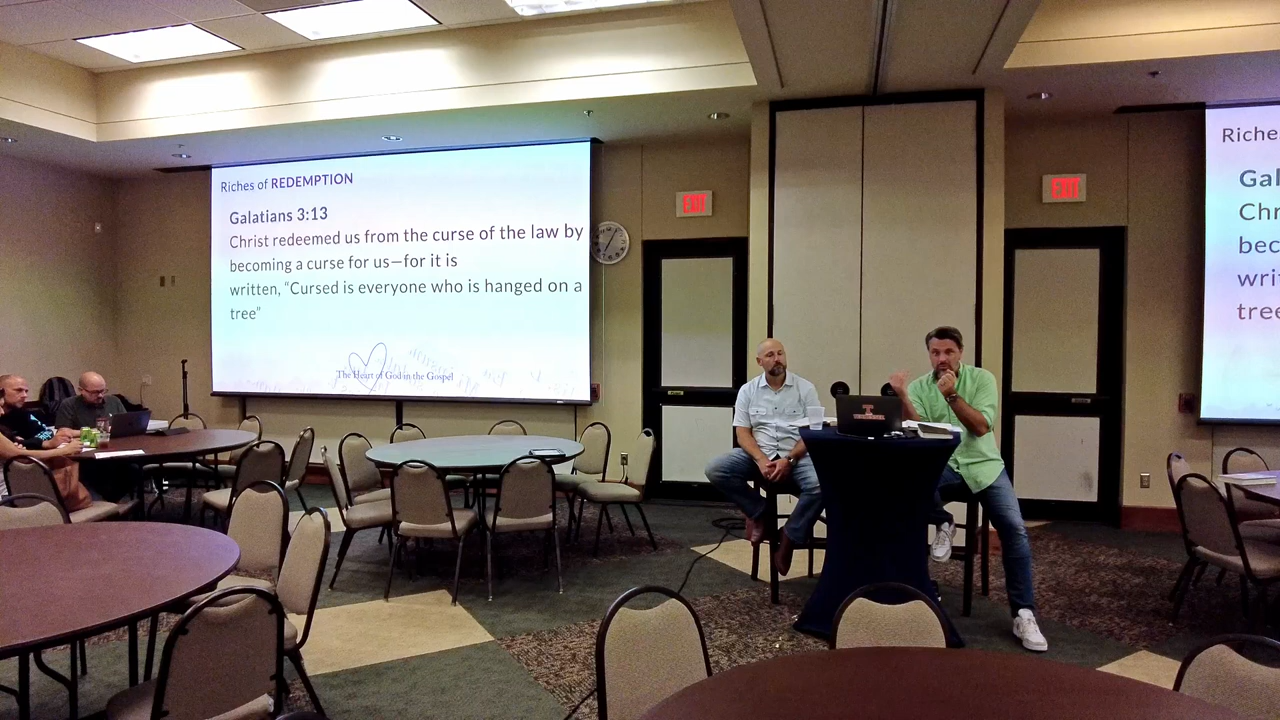 Riches of REDEMPTION
Galatians 3:13
Christ redeemed us from the curse of the law by
becoming a curse for us—for it is
written, “Cursed is everyone who is hanged on a
tree”
The Heart of God in the Gospel
EXIT
EXIT
Riche
Gal
Chr
bec
wri
tree